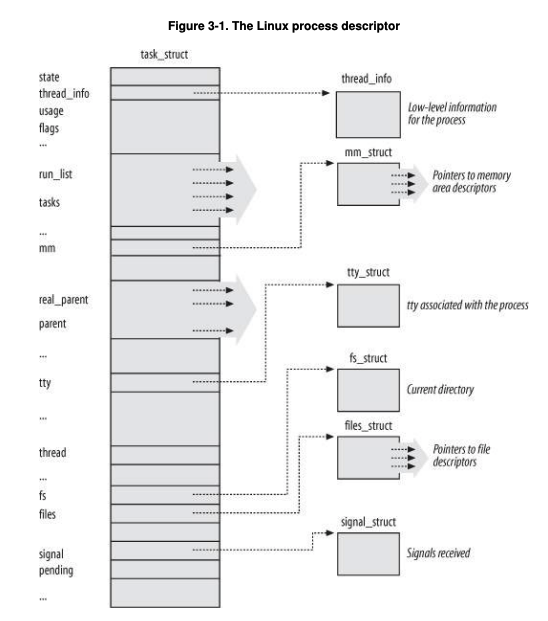 Figure 3-1. The Linux process descriptor
task_struct
state
thread_info
usage
flags
...
run_list
tasks
...
mm
real_parent
parent
...
tty
...
thread
...
fs
files
signal
pending
...
thread_info
Low-level information
for the process
mm_struct
Pointers to memory
area descriptors
tty_struct
tty associated with the process
fs_struct
Current directory
files_struct
Pointers to file
descriptors
signal_struct
Signals received